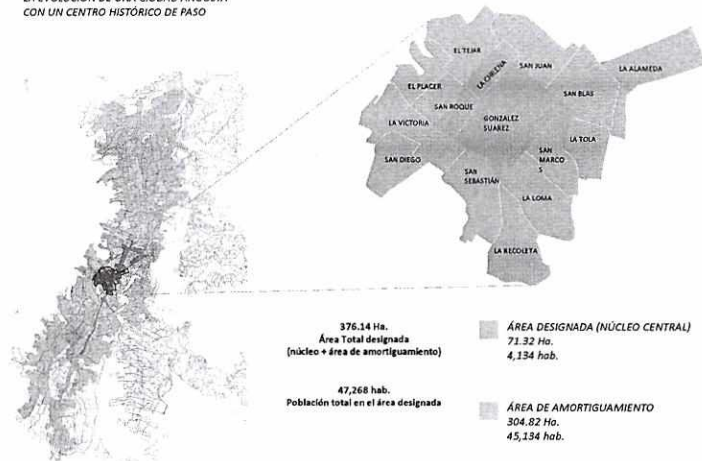 CON UN CENTRO HISTÓRICO DE PASO
EL TEJAR
LA CHILENA
SAN JUAN
LA ALAMEDA
EL PLACER
SAN BLAS
SAN ROQUE
LA VICTORIA
GONZALEZ
SUAREZ
LA TOLA
SAN DIEGO
SAN
MARCO
S
SAN
SEBASTIÁN
LA LOMA
LA RECOLETA
376.14 Ha.
Área Total designada
(núcleo + área de amortiguamiento)
47,268 hab.
Población total en el área designada
ÁREA DESIGNADA (NÚCLEO CENTRAL)
71.32 Ha.
4,134 hab.
ÁREA DE AMORTIGUAMIENTO
304.82 Ha.
45,134 hab.